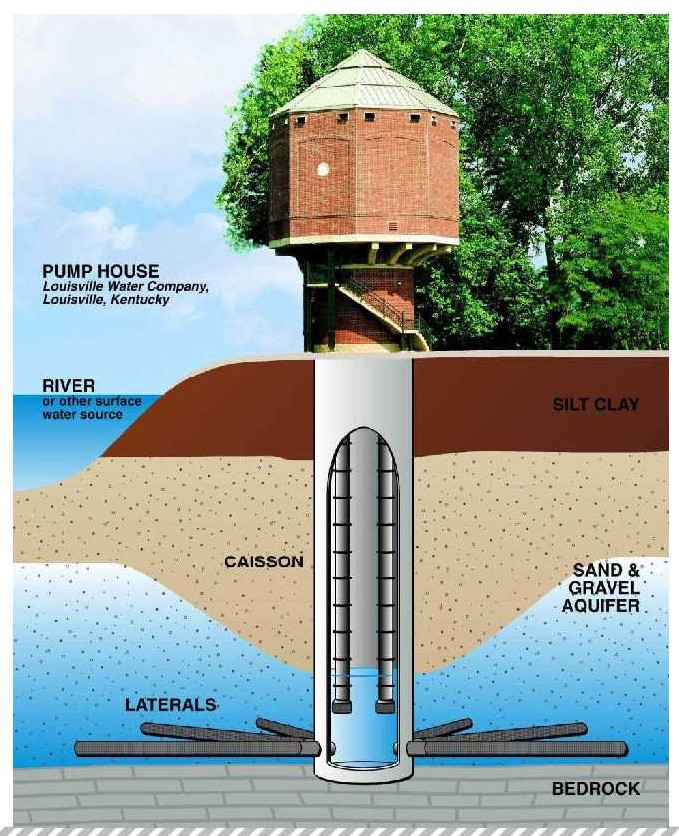 PUMP HOUSE
Louisville Water Company,
Louisville, Kentucky
RIVER
or other surface
water source
SILT CLAY
CAISSON
SAND &
GRAVEL
AQUIFER
LATERALS
BEDROCK